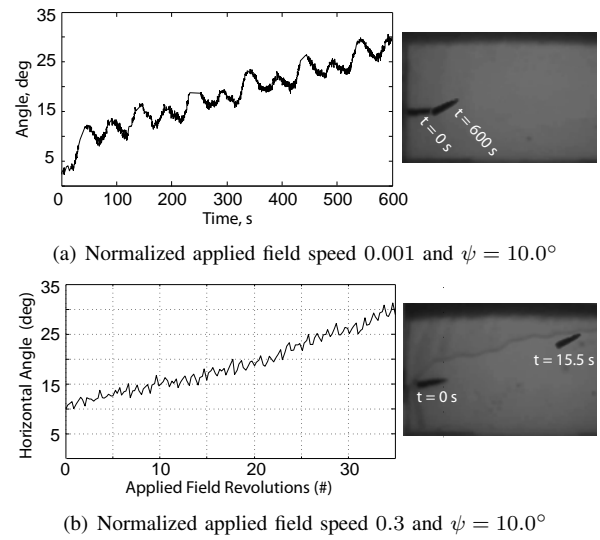 35
25
15
5
Angle, deg
0 100 200 300 400 500 600
Time, s
t = 0 s
t = 600 s
(a) Normalized applied field speed 0.001 and ψ = 10.0°
35
25
15
5
Horizontal Angle (deg)
0 10 20 30
Applied Field Revolutions (#)
t = 0 s
t = 15.5 s
(b) Normalized applied field speed 0.3 and ψ = 10.0°